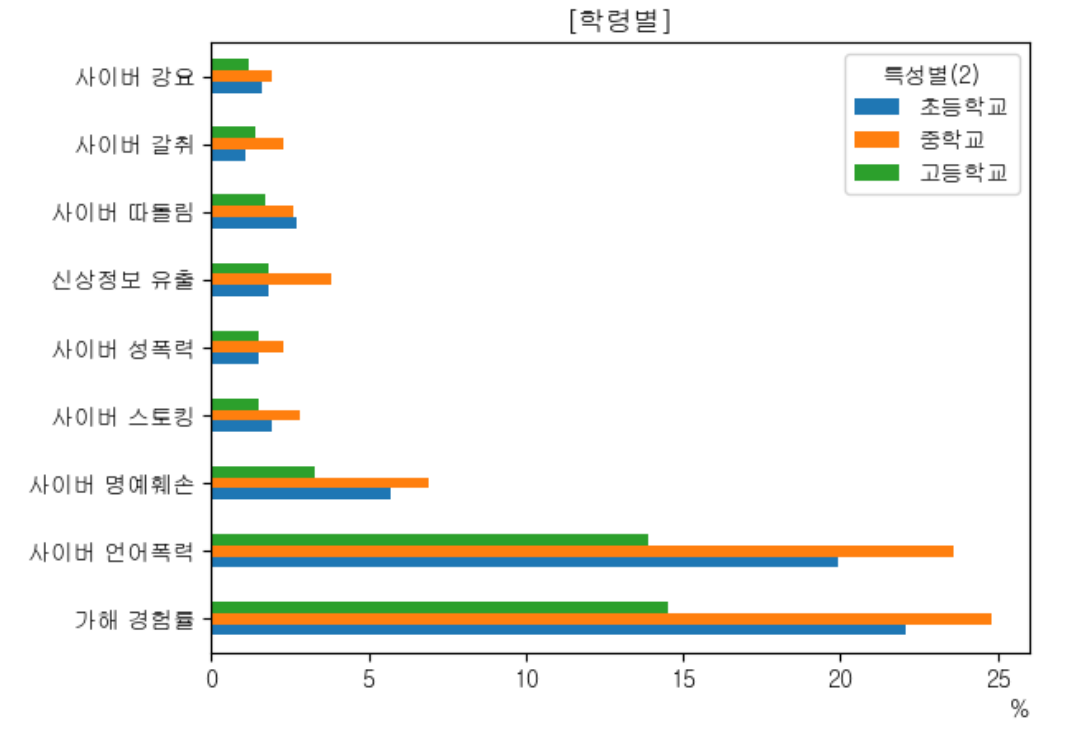 [학령별]
특성별(2)
초등학교
중학교
고등학교
사이버 강요
사이버 갈취
사이버 따돌림
신상정보 유출
사이버 성폭력
사이버 스토킹
사이버 명예훼손
사이버 언어폭력
가해 경험률
0 5 10 15 20 25
%